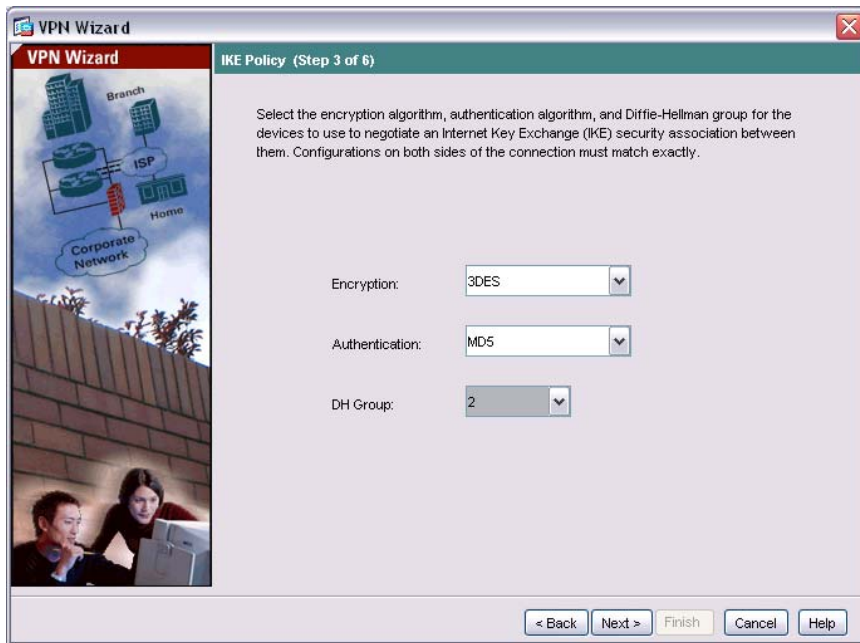 VPN Wizard
VPN Wizard
IKE Policy (Step 3 of 6)
Branch
ISP
Home
Corporate
Network
Select the encryption algorithm, authentication algorithm, and Diffie-Hellman group for the
devices to use to negotiate an Internet Key Exchange (IKE) security association between
them. Configurations on both sides of the connection must match exactly.
Encryption: 3DES
Authentication: MD5
DH Group: 2
< Back Next > Finish Cancel Help